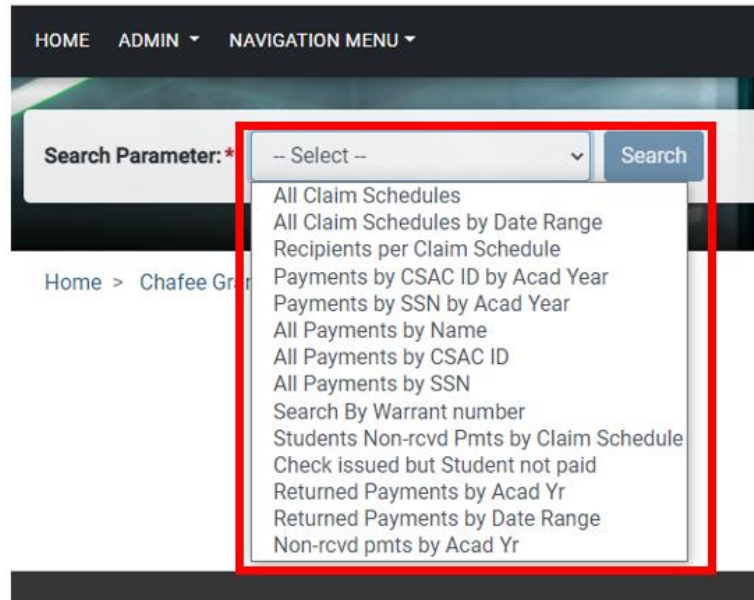 HOME ADMIN NAVIGATION MENU
Search Parameter:* -- Select -- Search
All Claim Schedules
All Claim Schedules by Date Range
Recipients per Claim Schedule
Payments by CSAC ID by Acad Year
Payments by SSN by Acad Year
All Payments by Name
All Payments by CSAC ID
All Payments by SSN
Search By Warrant number
Students Non-rcvd Pmts by Claim Schedule
Check issued but Student not paid
Returned Payments by Acad Yr
Returned Payments by Date Range
Non-rcvd pmts by Acad Yr
Home > Chafee